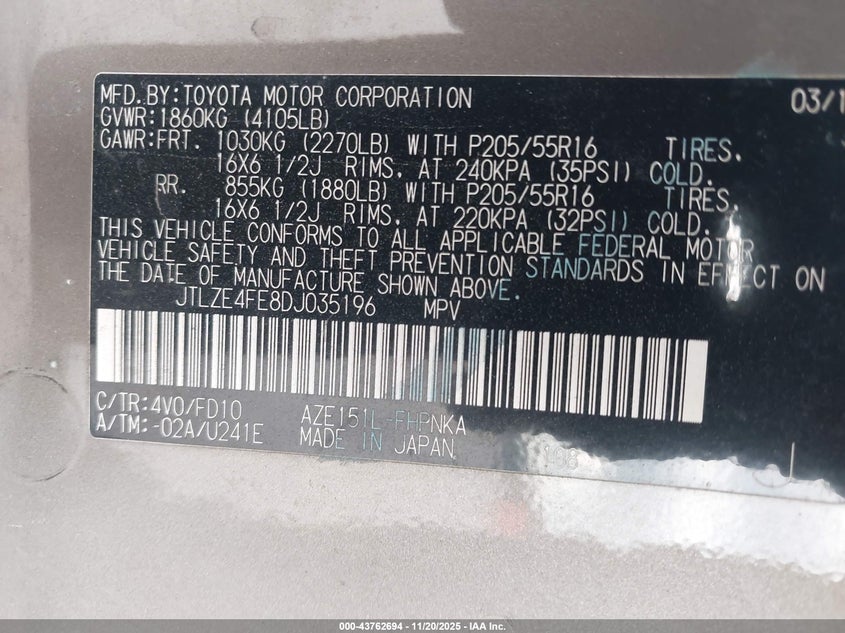 MFD.BY:TOYOTA MOTOR CORPORATION 03/1
GVWR:1860KG (4105LB)
GAWR:FRT. 1030KG (2270LB) WITH P205/55R16 TIRES.
16X6 1/2J RIMS. AT 240KPA (35PSI) COLD.
RR. 855KG (1880LB) WITH P205/55R16 TIRES.
16X6 1/2J RIMS. AT 220KPA (32PSI) COLD.
THIS VEHICLE CONFORMS TO ALL APPLICABLE FEDERAL MOTOR
VEHICLE SAFETY AND THEFT PREVENTION STANDARDS IN EFFECT ON
THE DATE OF MANUFACTURE SHOWN ABOVE.
JTLZE4FE8DJ035196 MPV
C/TR:4V0/FD10 AZE151L-FHPNKA
A/TM:-02A/U241E MADE IN JAPAN
198
000-43762694 - 11/20/2025 - IAA Inc.